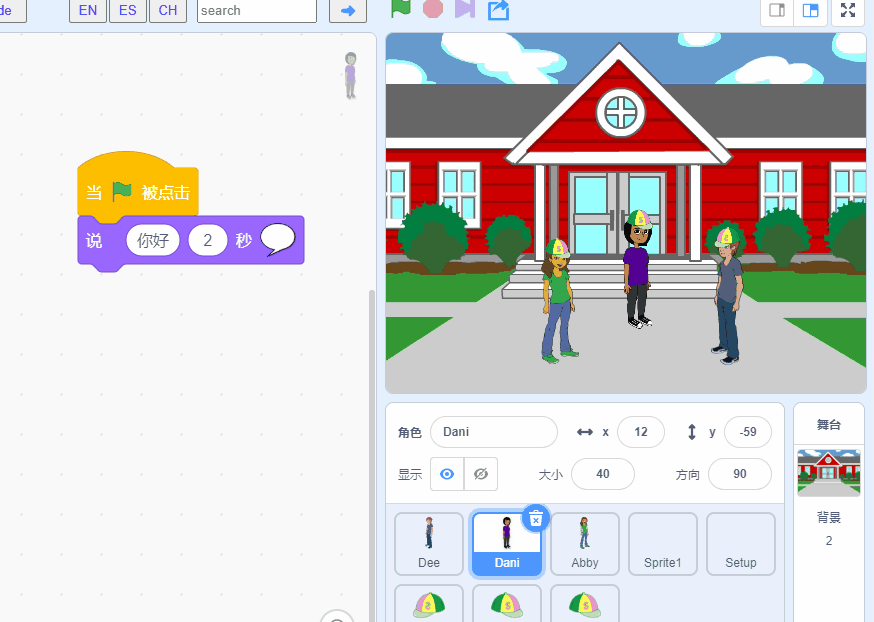 de
EN
ES
CH
search
当 被点击
说 你好 2 秒
角色 Dani x 12 y -59
显示 大小 40 方向 90
舞台
背景
2
Dee
Dani
Abby
Sprite1
Setup